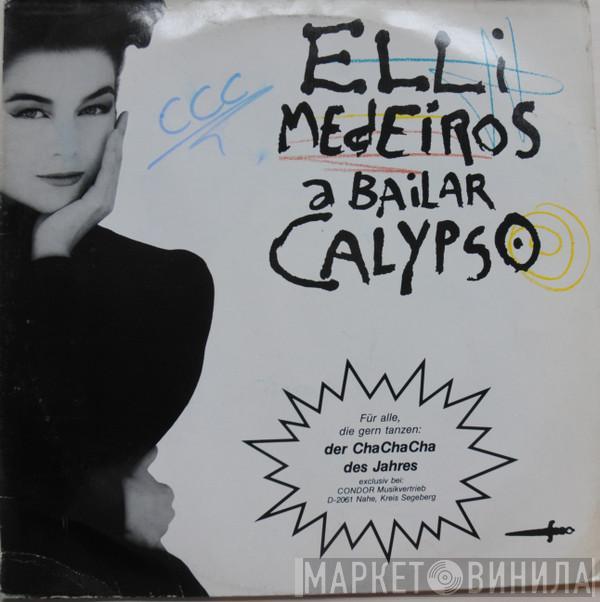 ELLi
MEdEiROS
a BAiLAR
CALYPSO
CCC
Für alle,
die gern tanzen:
der ChaChaCha
des Jahres
exclusiv bei:
CONDOR Musikvertrieb
D-2061 Nahe, Kreis Segeberg
МАРКЕТ ВИНИЛА